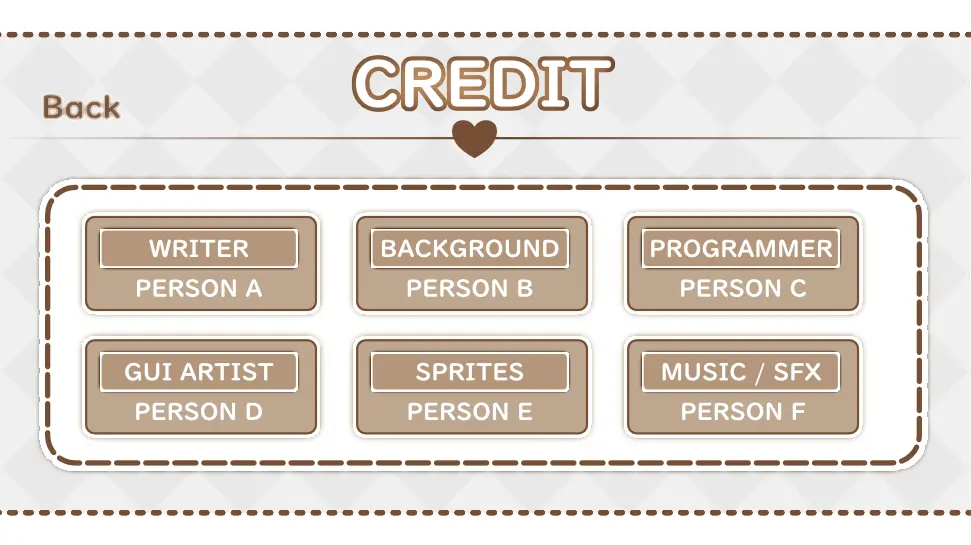 CREDIT
Back
WRITER
PERSON A
BACKGROUND
PERSON B
PROGRAMMER
PERSON C
GUI ARTIST
PERSON D
SPRITES
PERSON E
MUSIC / SFX
PERSON F